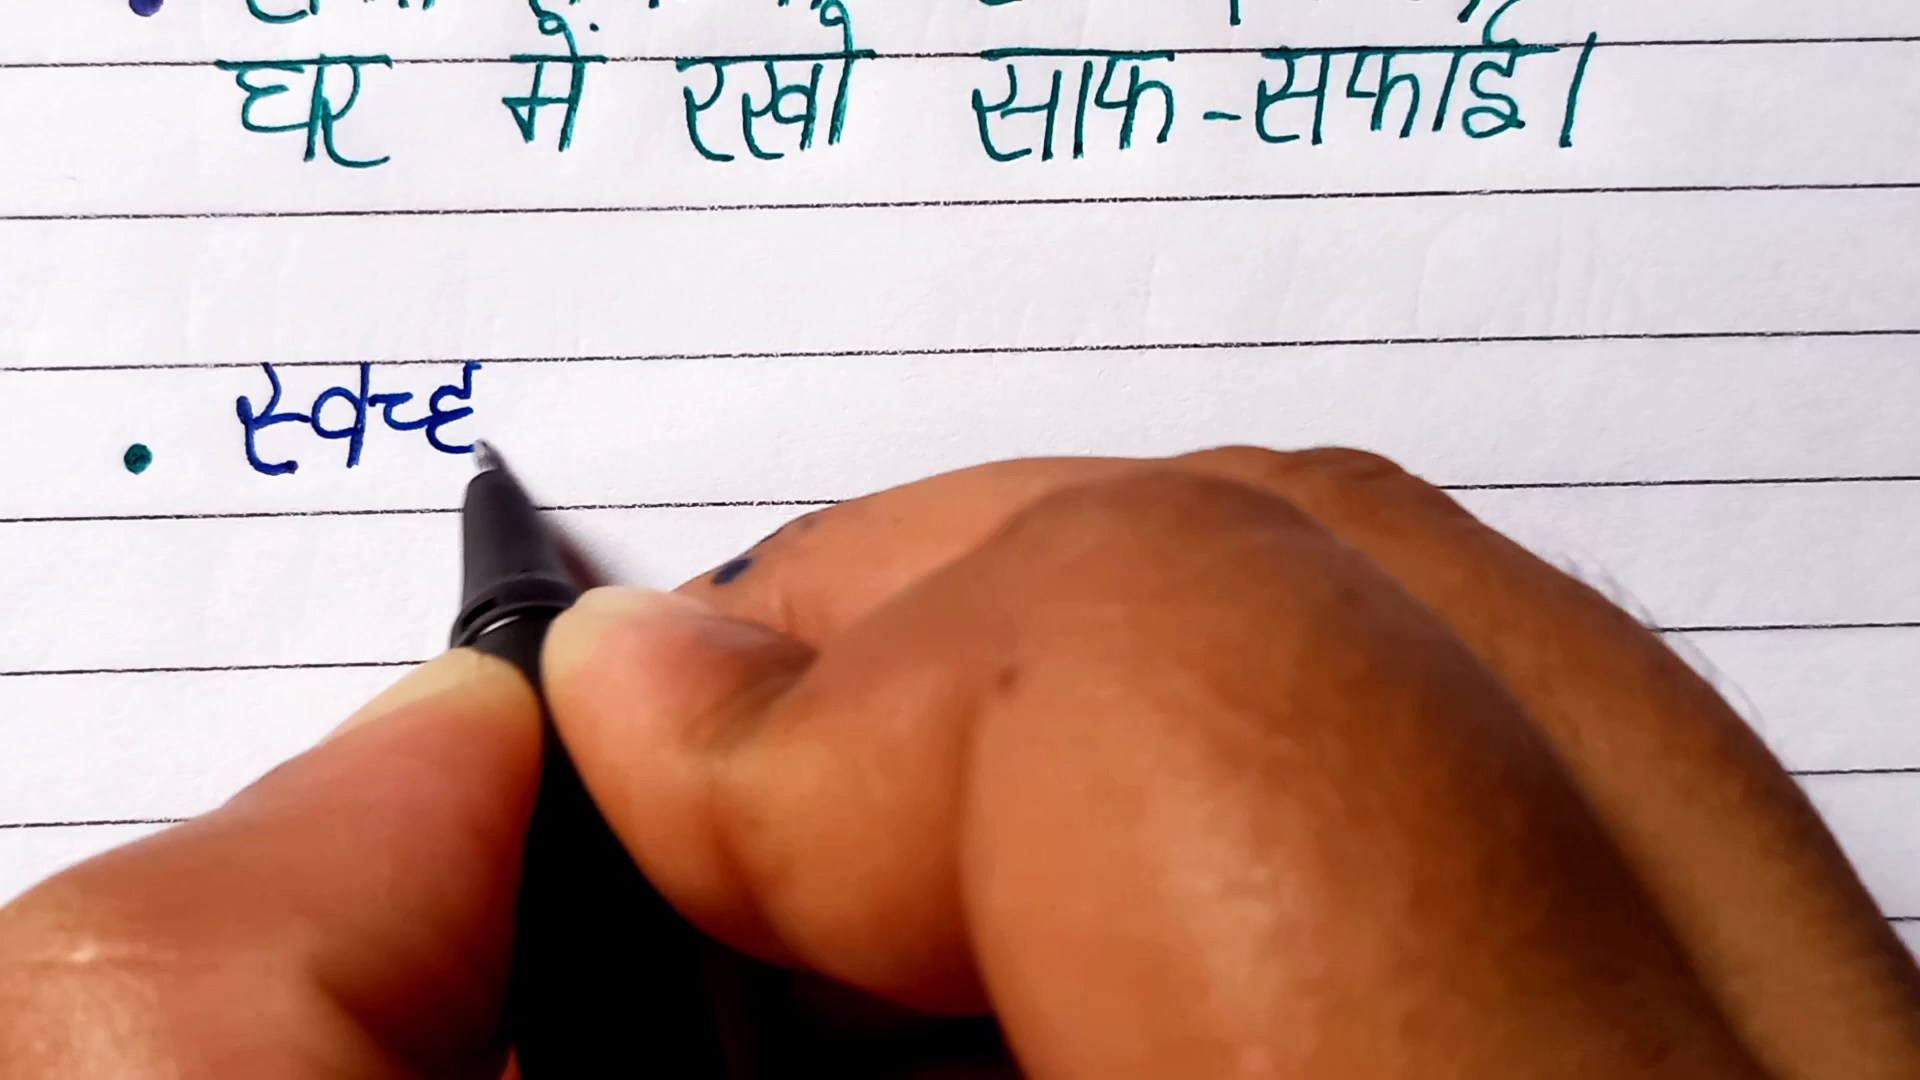 घर में रखो साफ-सफाई।
• स्वच्छ